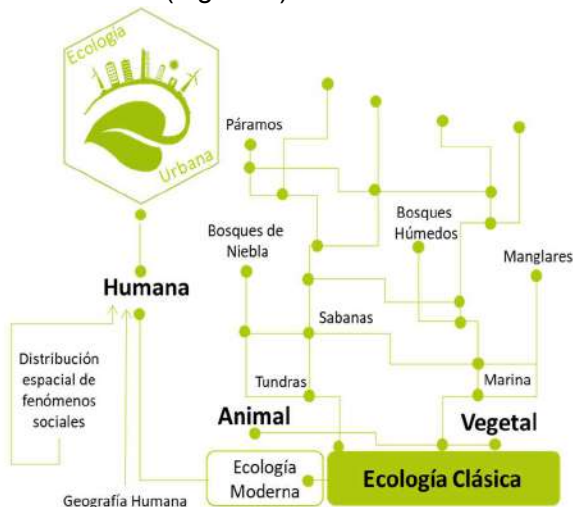 Ecología
Urbana
Páramos
Bosques de
Niebla
Bosques
Húmedos
Manglares
Humana
Sabanas
Distribución
espacial de
fenómenos
sociales
Tundras
Marina
Animal
Vegetal
Ecología
Moderna
Ecología Clásica
Geografía Humana